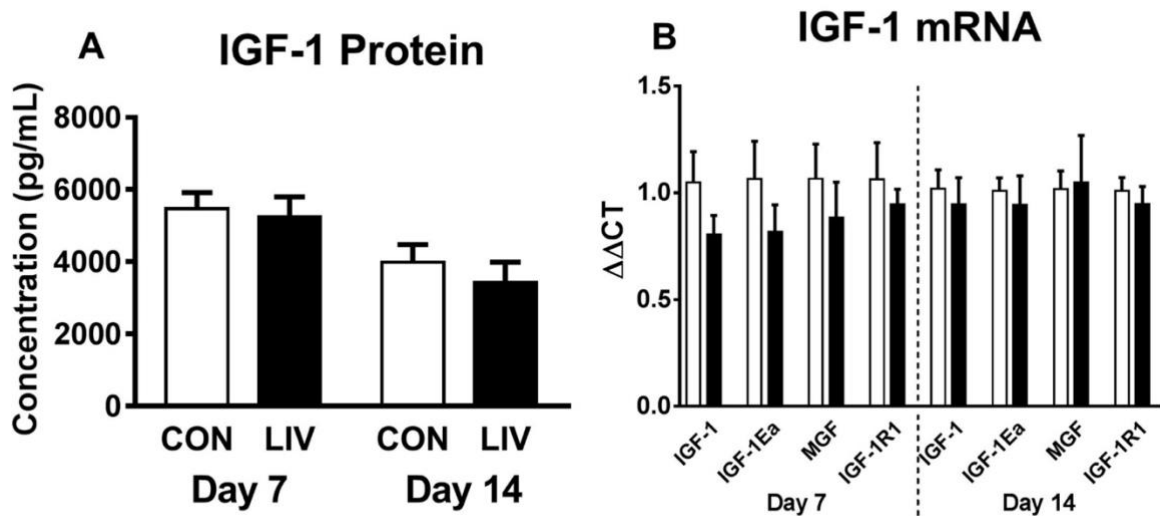 A IGF-1 Protein
Concentration (pg/mL)
8000
6000
4000
2000
0
CON LIV CON LIV
Day 7 Day 14
B IGF-1 mRNA
ΔΔCT
1.5
1.0
0.5
0.0
IGF-1 IGF-1Ea MGF IGF-1R1 IGF-1 IGF-1Ea MGF IGF-1R1
Day 7 Day 14